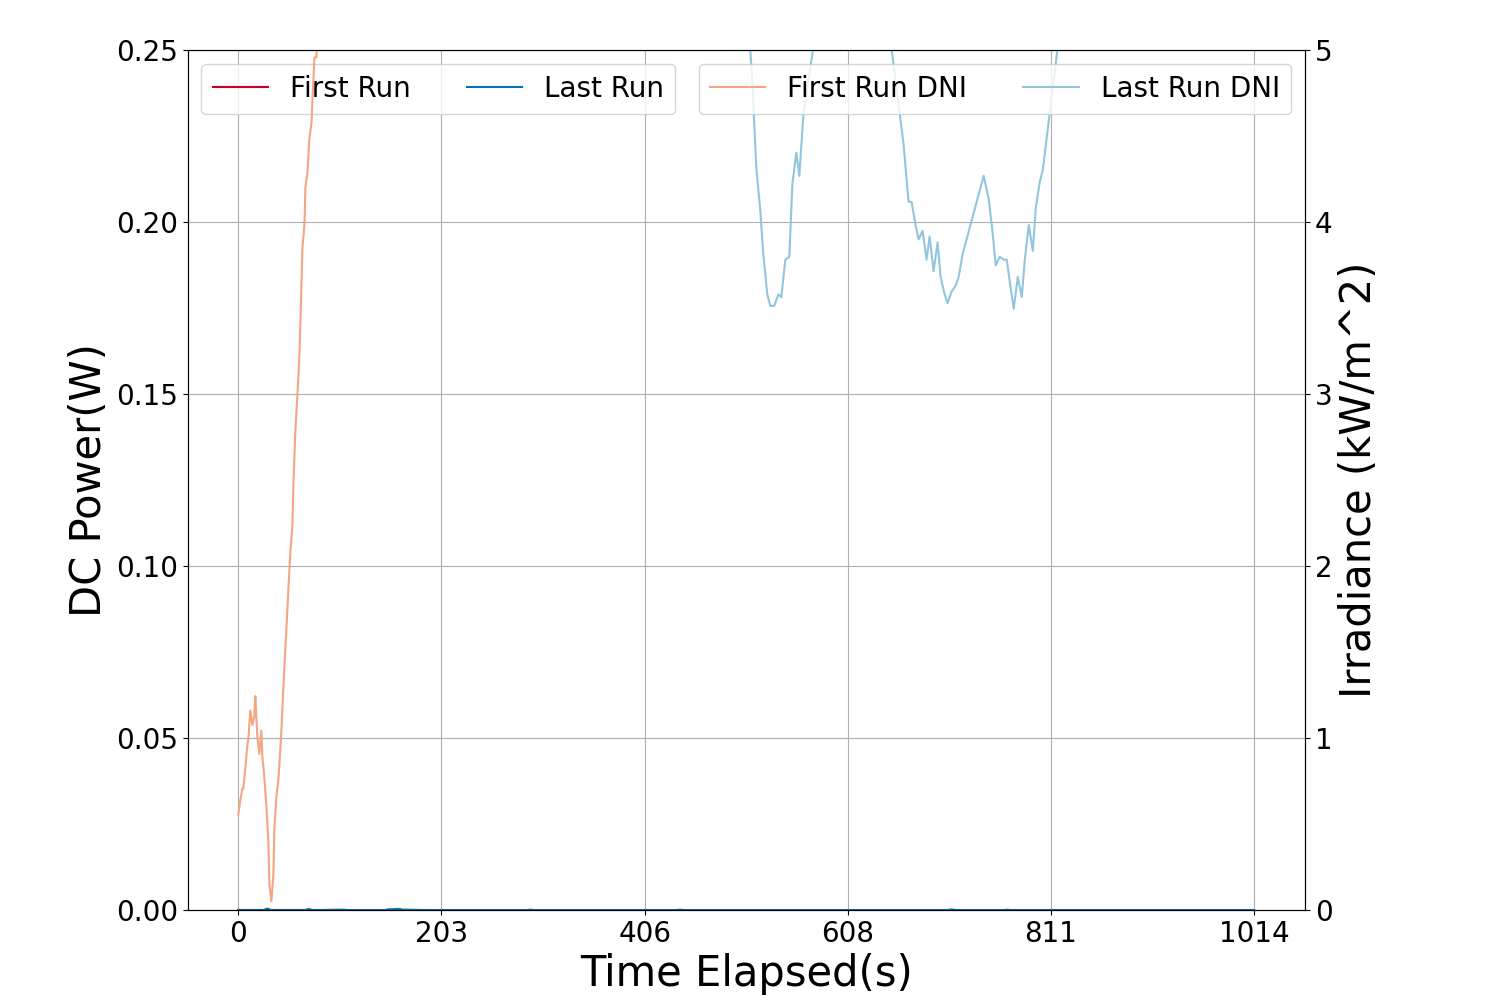 First Run
Last Run
First Run DNI
Last Run DNI
DC Power(W)
0.25
0.20
0.15
0.10
0.05
0.00
5
4
3
2
1
0
Irradiance (kW/m^2)
0 203 406 608 811 1014
Time Elapsed(s)